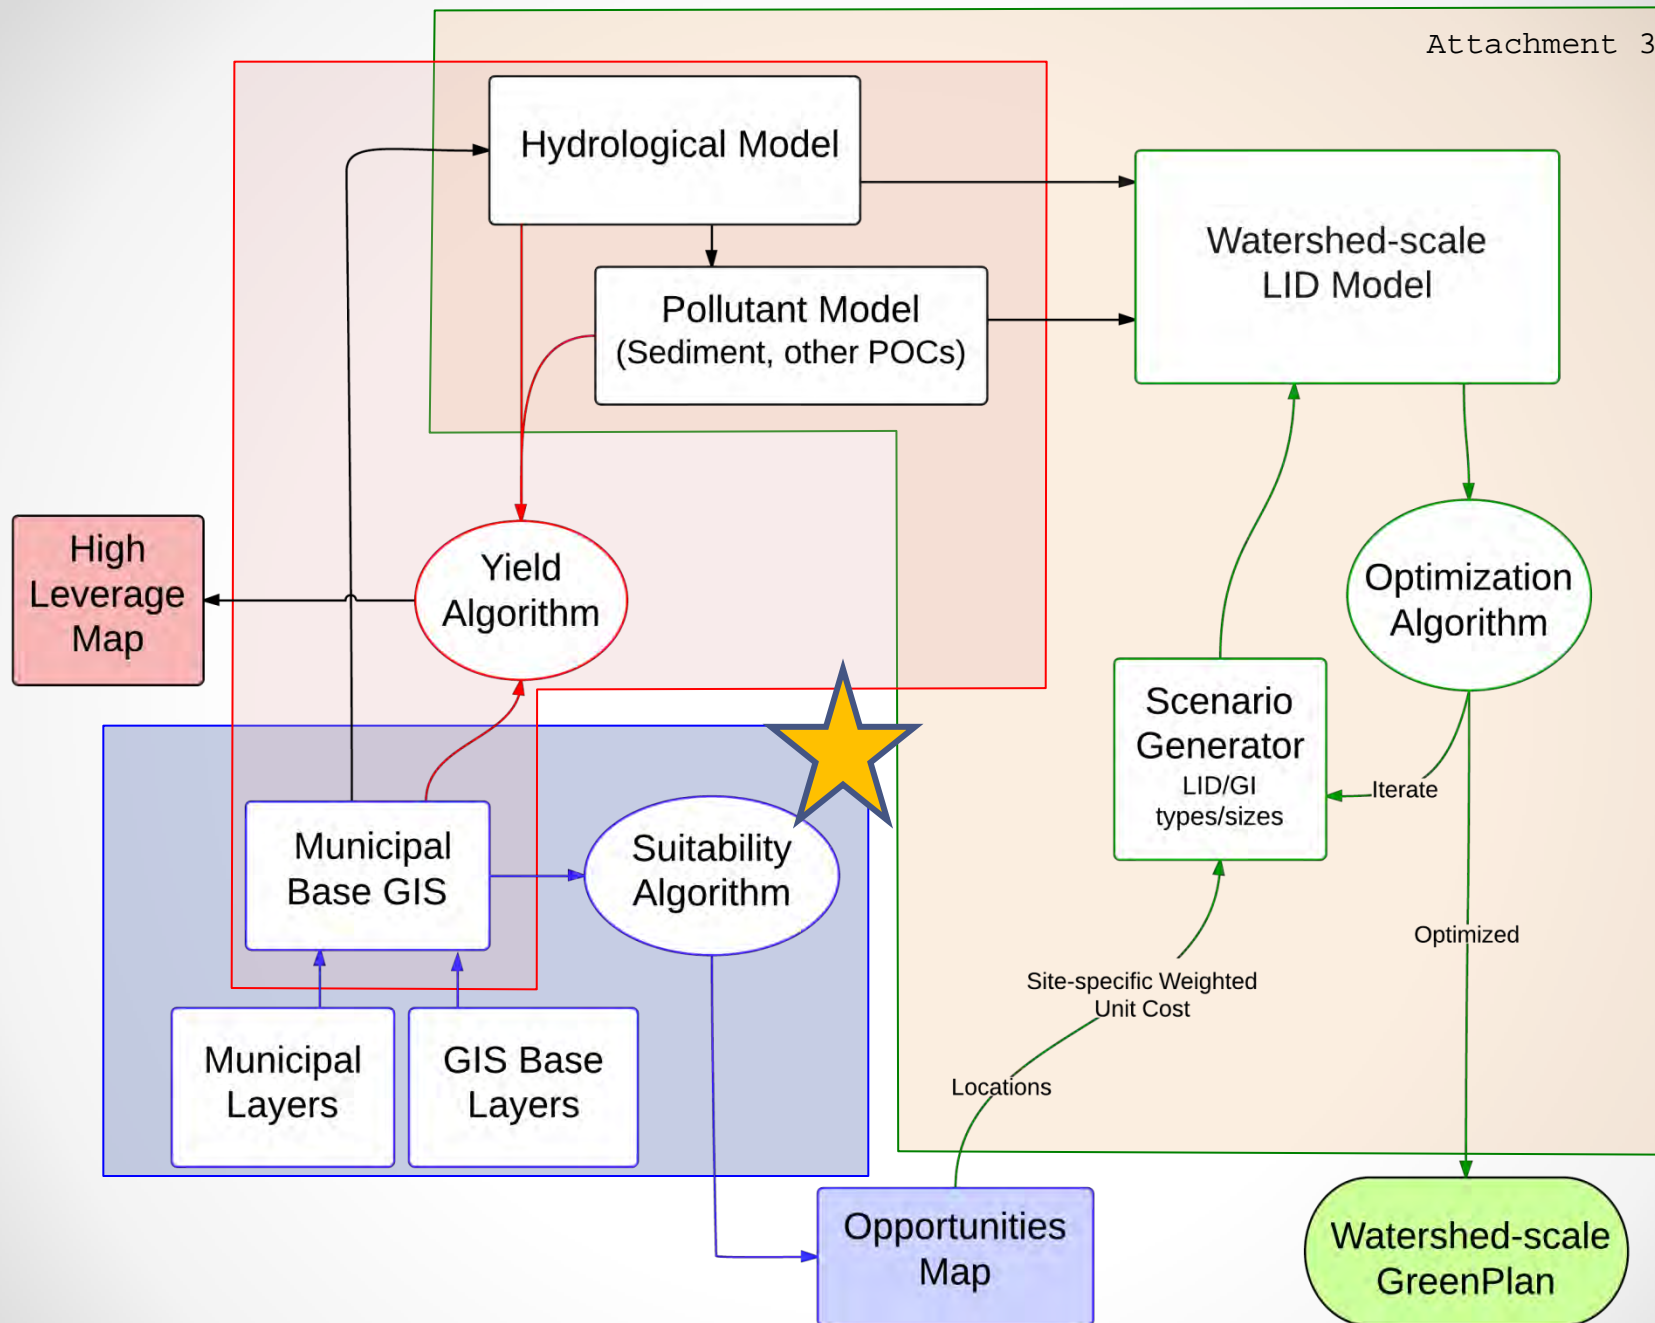 Attachment 3
Hydrological Model
Watershed-scale
LID Model
Pollutant Model
(Sediment, other POCs)
High
Leverage
Map
Yield
Algorithm
Optimization
Algorithm
Scenario
Generator
LID/GI
types/sizes
Iterate
Municipal
Base GIS
Suitability
Algorithm
Optimized
Site-specific Weighted
Unit Cost
Municipal
Layers
GIS Base
Layers
Locations
Opportunities
Map
Watershed-scale
GreenPlan